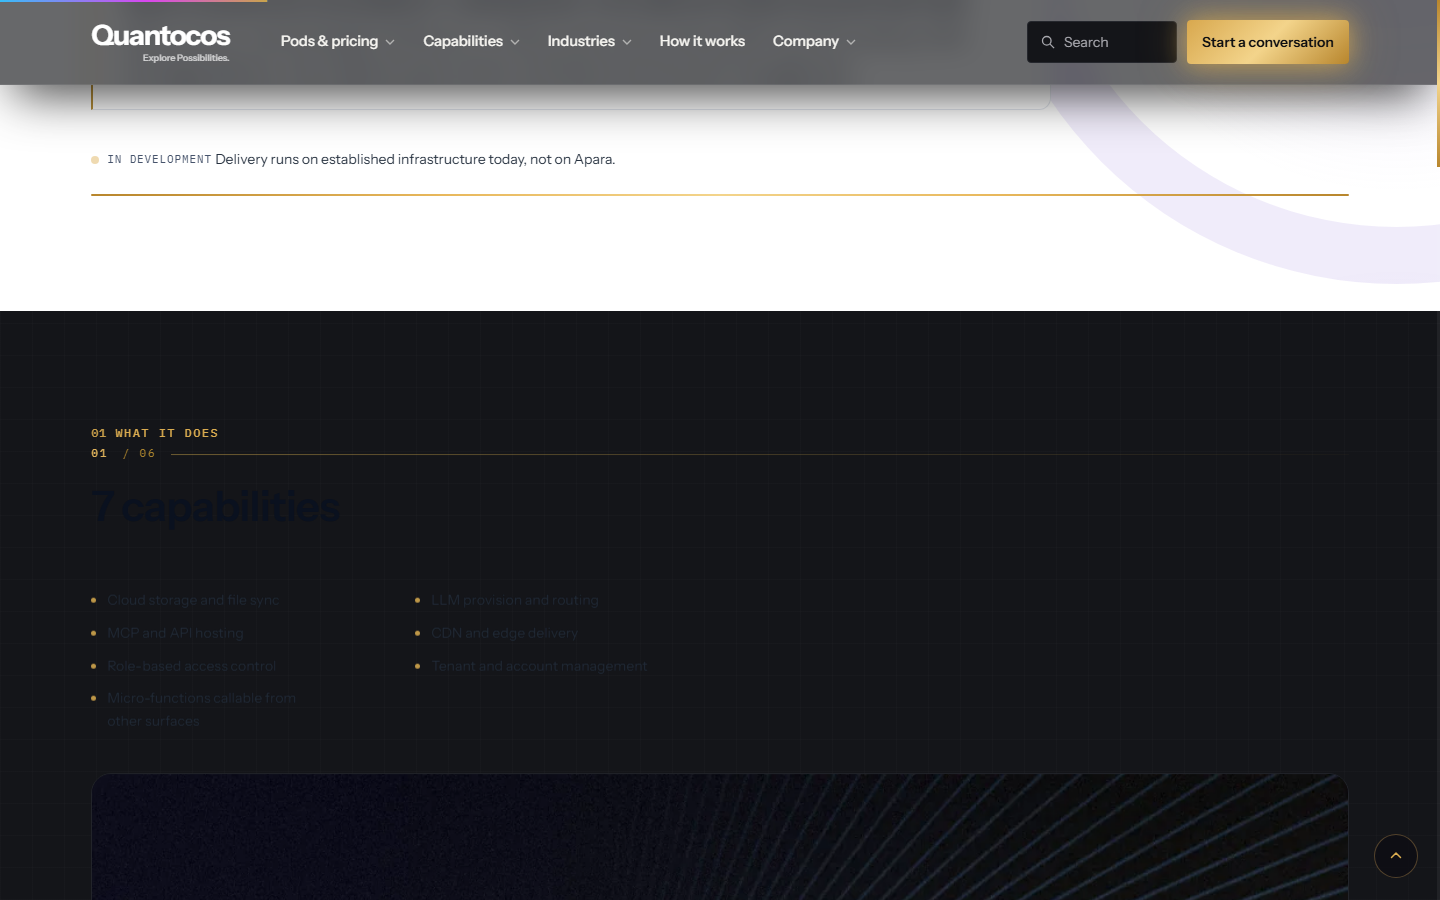 Quantocos
Explore Possibilities.
Pods & pricing
Capabilities
Industries
How it works
Company
Search
Start a conversation
IN DEVELOPMENT Delivery runs on established infrastructure today, not on Apara.
01 WHAT IT DOES
01 / 06
7 capabilities
Cloud storage and file sync
LLM provision and routing
MCP and API hosting
CDN and edge delivery
Role-based access control
Tenant and account management
Micro-functions callable from
other surfaces